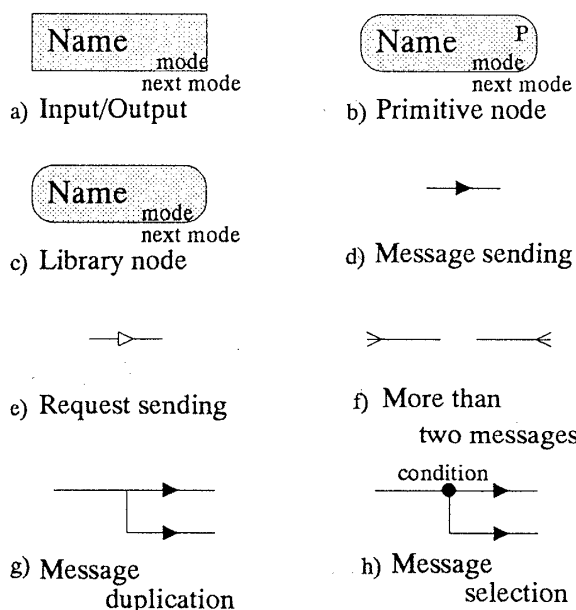 Name
mode
next mode
a) Input/Output
Name P
mode
next mode
b) Primitive node
Name
mode
next mode
c) Library node
d) Message sending
e) Request sending
f) More than
two messages
g) Message
duplication
condition
h) Message
selection